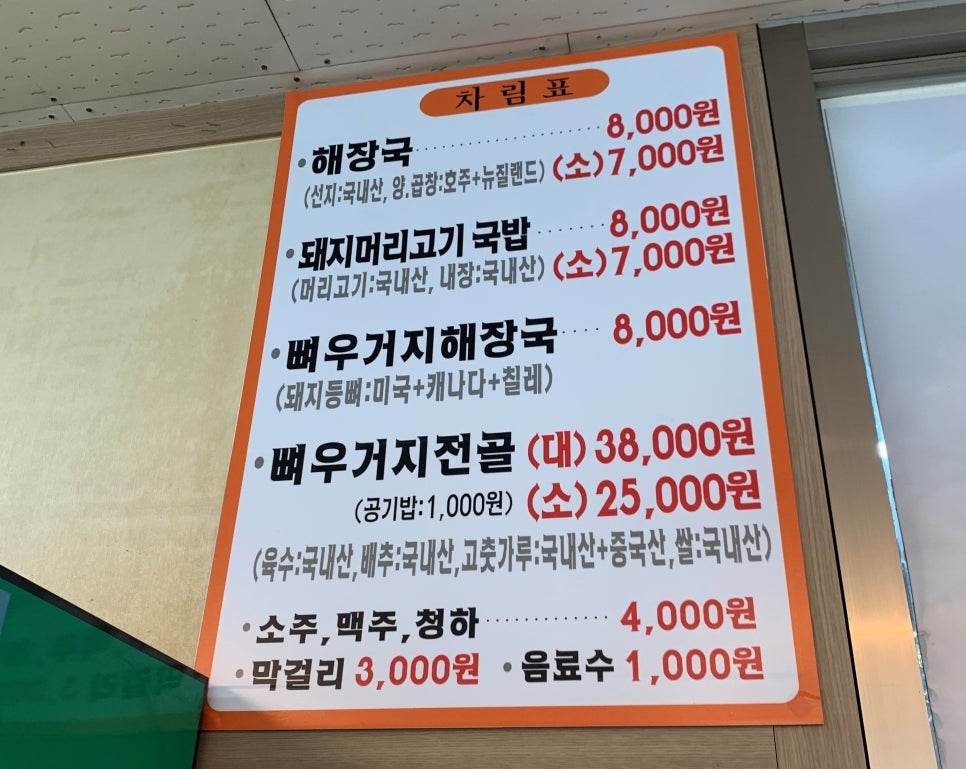 차림표
·해장국 ............ 8,000원
(선지:국내산, 양.곱창:호주+뉴질랜드) (소)7,000원
·돼지머리고기 국밥 ...... 8,000원
(머리고기:국내산, 내장:국내산) (소)7,000원
·뼈우거지해장국 .... 8,000원
(돼지등뼈:미국+캐나다+칠레)
·뼈우거지전골 (대) 38,000원
(공기밥:1,000원) (소) 25,000원
(육수:국내산,배추:국내산,고춧가루:국내산+중국산,쌀:국내산)
·소주,맥주,청하 ............ 4,000원
·막걸리 3,000원 ·음료수 1,000원